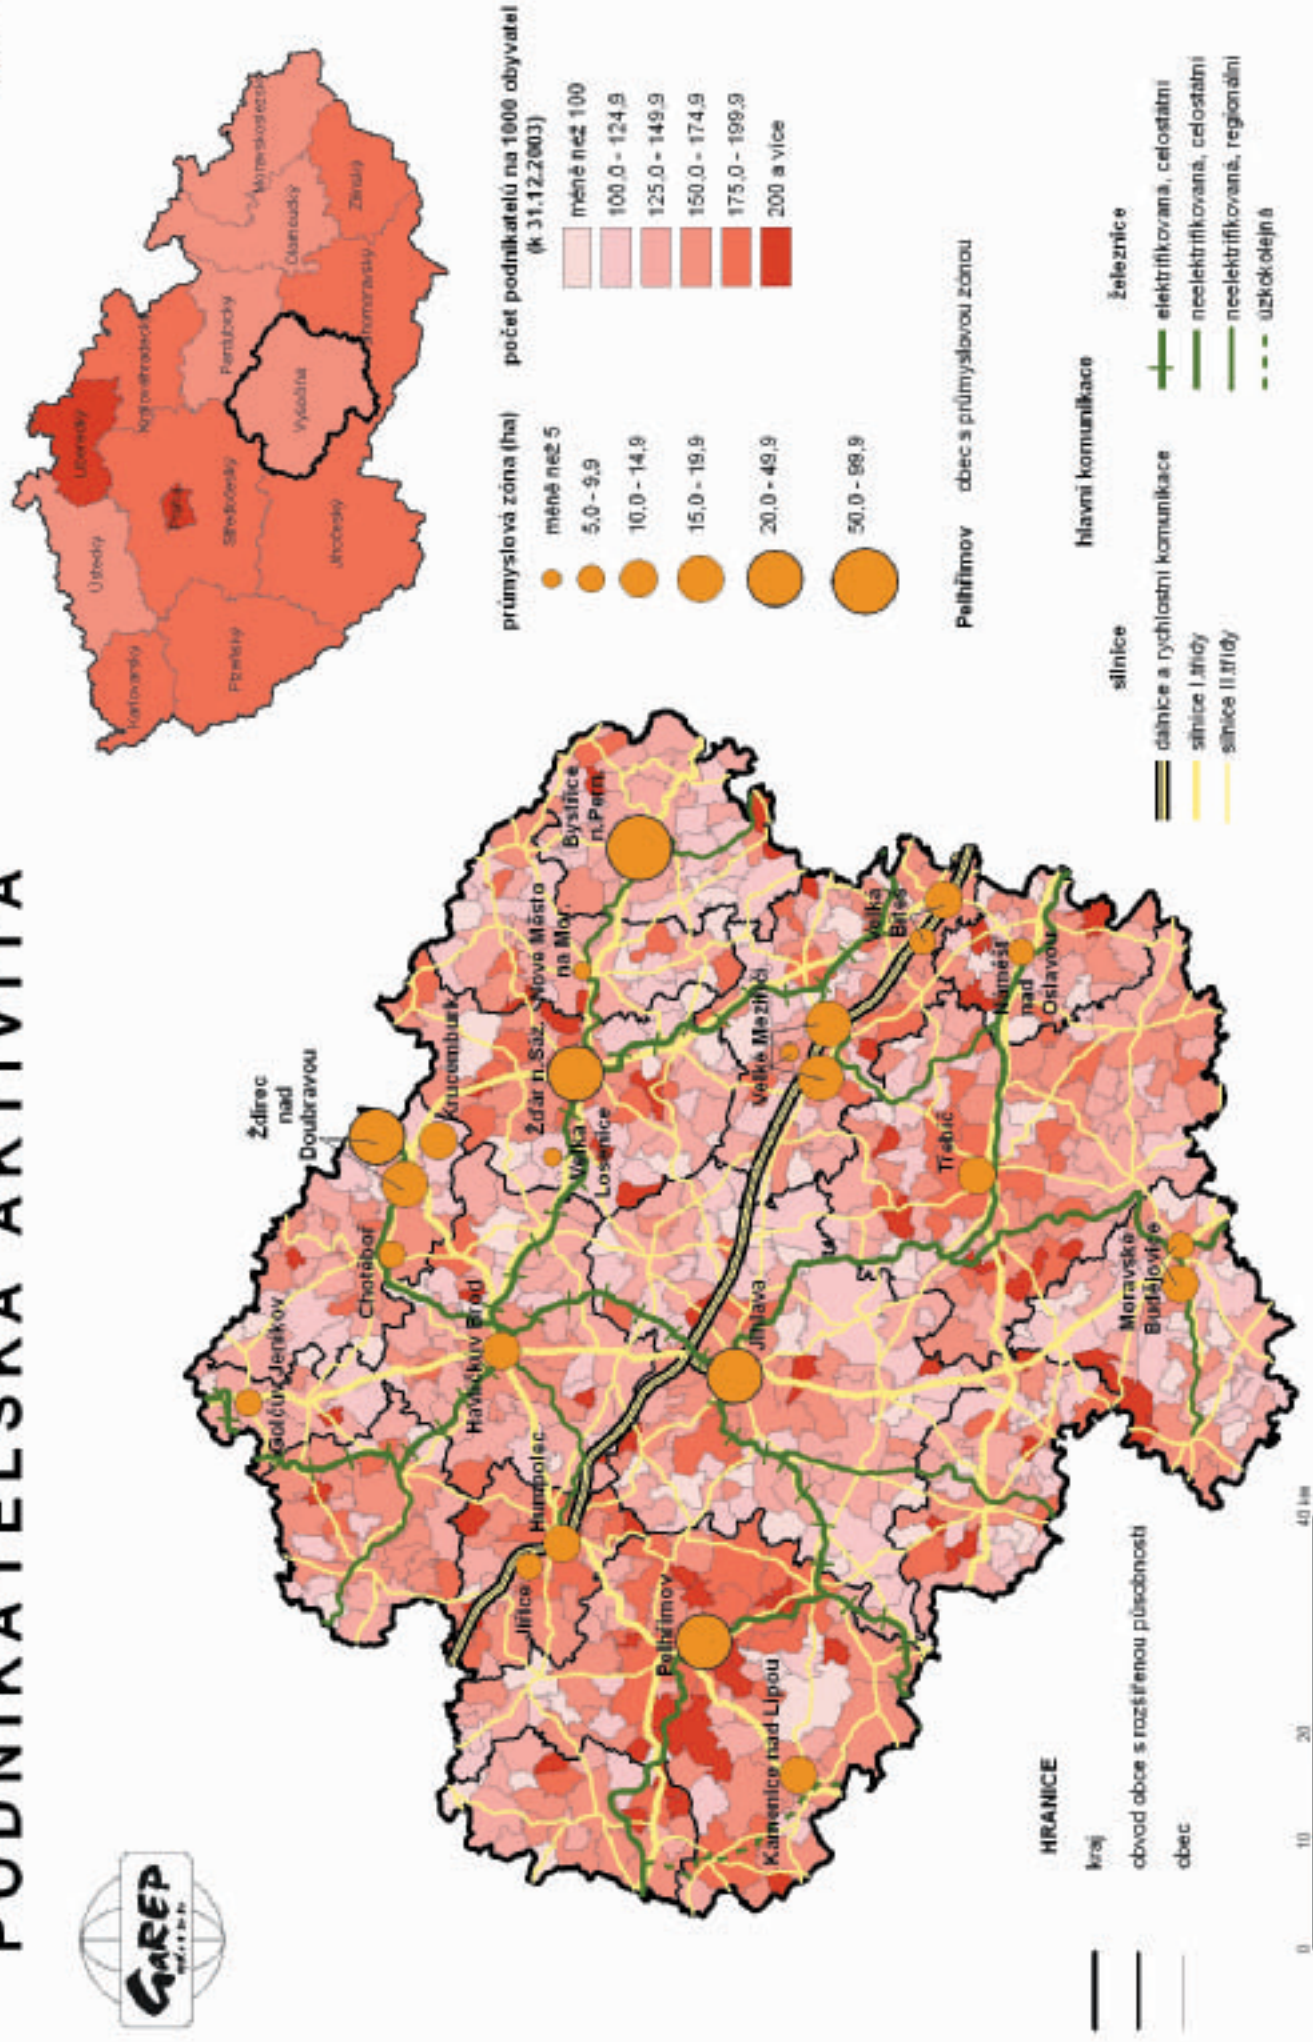 PODNIKATELSKÁ AKTIVITA
GAREP
Karlovarský
Ústecký
Liberecký
Plzeňský
Praha
Středočeský
Královéhradecký
Jihočeský
Pardubický
Vysočina
Olomoucký
Moravskoslezský
Jihomoravský
Zlínský
průmyslová zóna (ha)
méně než 5
5,0 - 9,9
10,0 - 14,9
15,0 - 19,9
20,0 - 49,9
50,0 - 99,9
počet podnikatelů na 1000 obyvatel
(k 31.12.2003)
méně než 100
100,0 - 124,9
125,0 - 149,9
150,0 - 174,9
175,0 - 199,9
200 a více
Pelhřimov
obec s průmyslovou zónou
hlavní komunikace
silnice
dálnice a rychlostní komunikace
silnice I.třídy
silnice II.třídy
železnice
elektrifikovaná, celostátní
neelektrifikovaná, celostátní
neelektrifikovaná, regionální
úzkokolejná
Ždírec
nad
Doubravou
Krucemburk
Golčův Jeníkov
Chotěboř
Havlíčkův Brod
Humpolec
Jiřice
Pelhřimov
Kamenice nad Lipou
Jihlava
Žďár n.Sáz.
Velká
Losenice
Nové Město
na Mor.
Bystřice
n.Pern.
Velké Meziříčí
Velká
Bíteš
Náměšť
nad
Oslavou
Třebíč
Moravské
Budějovice
HRANICE
kraj
obvod obce s rozšířenou působností
obec
0
10
20
40 km